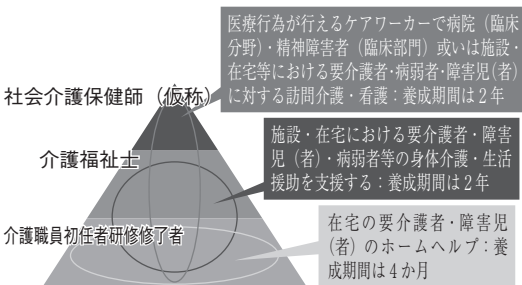 医療行為が行えるケアワーカーで病院（臨床
分野）・精神障害者（臨床部門）或いは施設・
在宅等における要介護者・病弱者・障害児（者）
に対する訪問介護・看護：養成期間は２年
社会介護保健師（仮称）
施設・在宅における要介護者・障害
児（者）・病弱者等の身体介護・生活
援助を支援する：養成期間は２年
介護福祉士
在宅の要介護者・障害児
（者）のホームヘルプ：養
成期間は４か月
介護職員初任者研修修了者